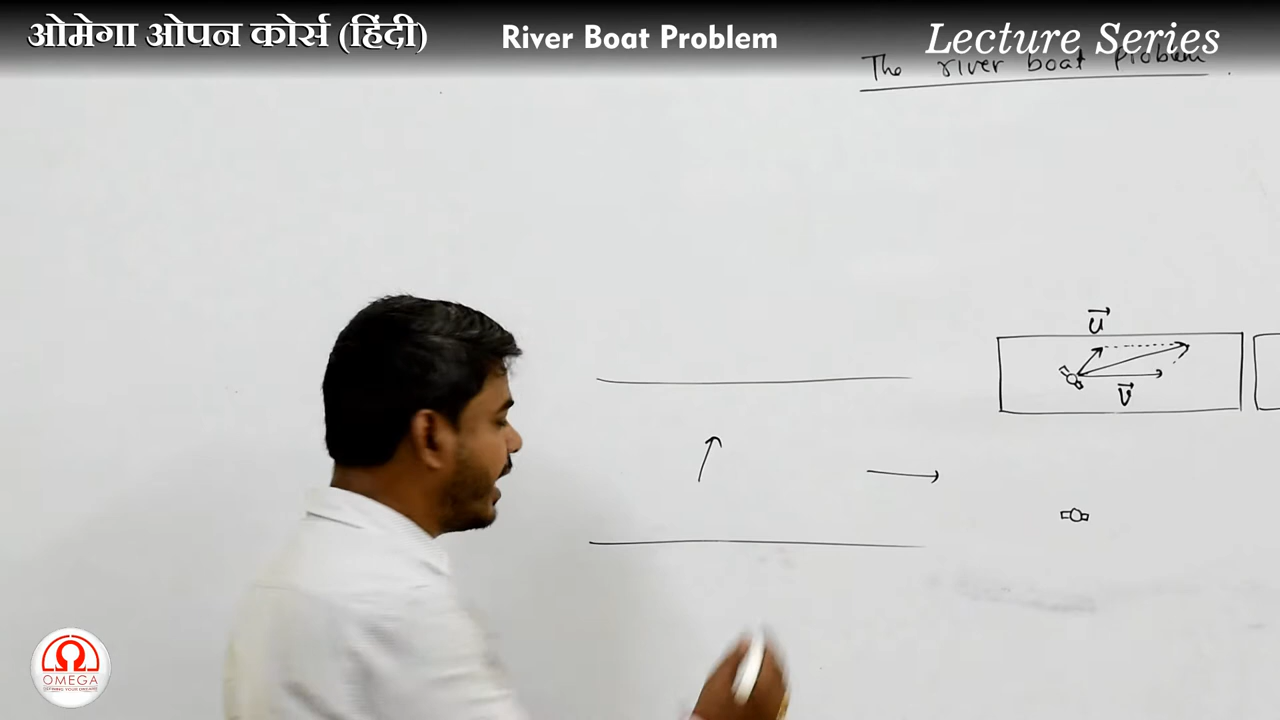 ओमेगा ओपन कोर्स (हिंदी)
River Boat Problem
Lecture Series
The river boat problem
u
v
OMEGA